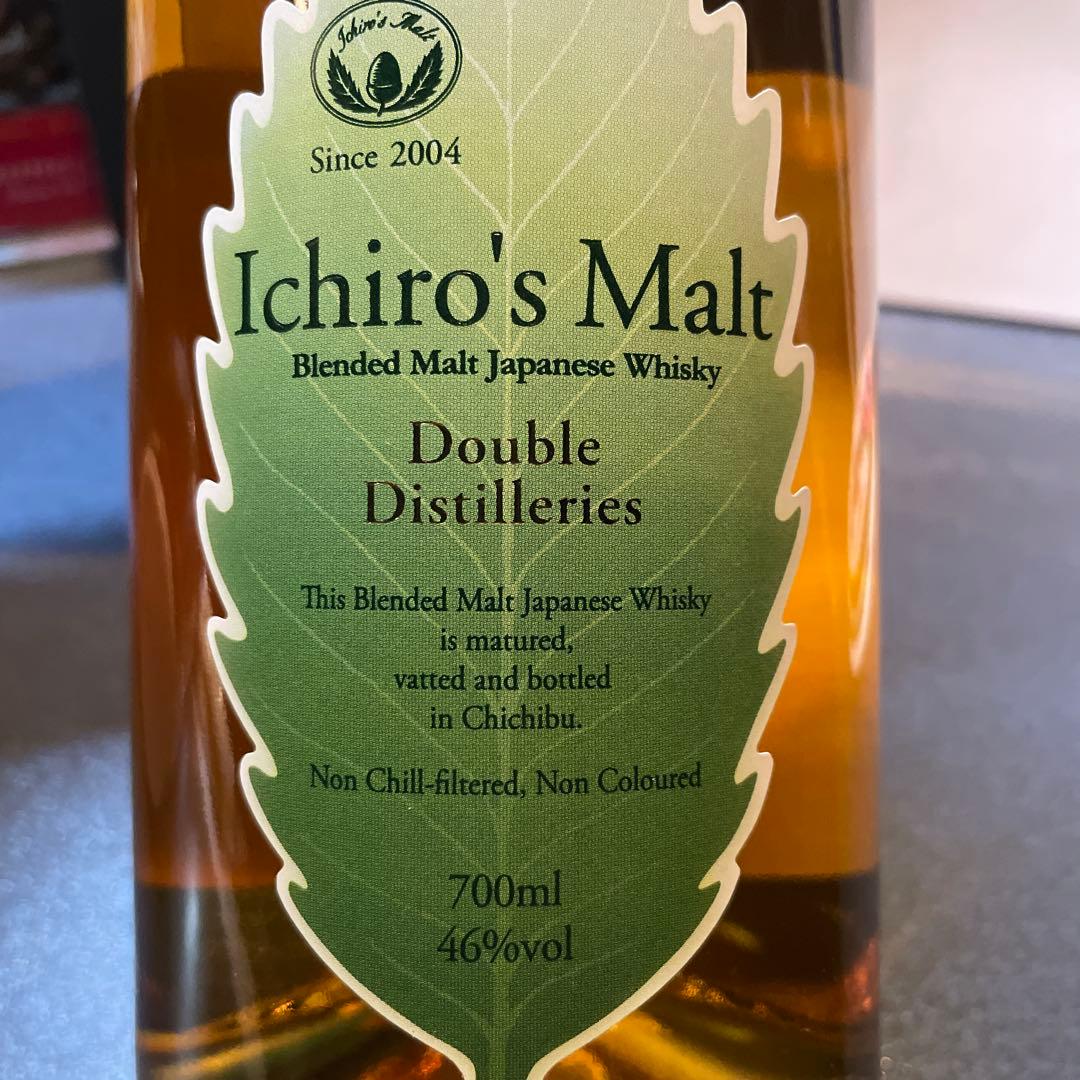 Ichiro's Malt
Since 2004
Ichiro's Malt
Blended Malt Japanese Whisky
Double
Distilleries
This Blended Malt Japanese Whisky
is matured,
vatted and bottled
in Chichibu.
Non Chill-filtered, Non Coloured
700ml
46%vol